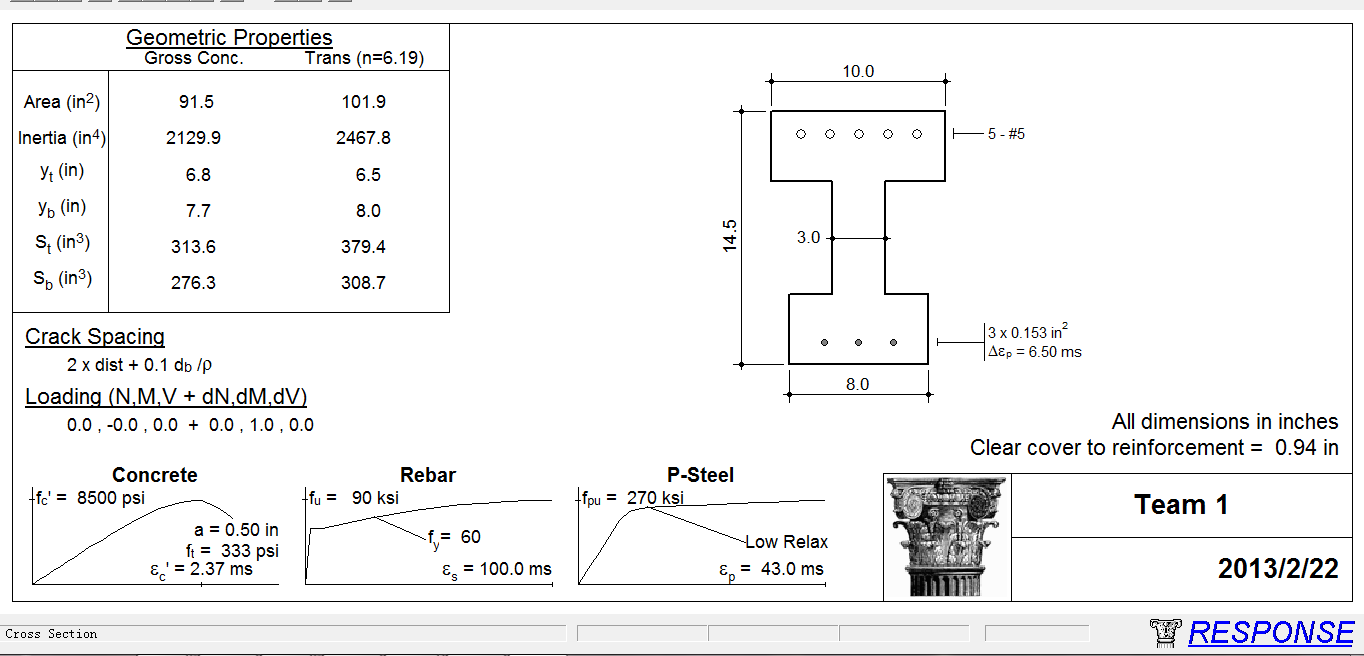 Geometric Properties
Gross Conc. Trans (n=6.19)
Area (in²) 91.5 101.9
Inertia (in⁴) 2129.9 2467.8
yt (in) 6.8 6.5
yb (in) 7.7 8.0
St (in³) 313.6 379.4
Sb (in³) 276.3 308.7
Crack Spacing
2 x dist + 0.1 db /ρ
Loading (N,M,V + dN,dM,dV)
0.0 , -0.0 , 0.0 + 0.0 , 1.0 , 0.0
10.0
5 - #5
14.5
3.0
3 x 0.153 in²
Δεp = 6.50 ms
8.0
All dimensions in inches
Clear cover to reinforcement = 0.94 in
Concrete
fc' = 8500 psi
a = 0.50 in
ft = 333 psi
εc' = 2.37 ms
Rebar
fu = 90 ksi
fy= 60
εs = 100.0 ms
P-Steel
fpu = 270 ksi
Low Relax
εp = 43.0 ms
Team 1
2013/2/22
Cross Section
RESPONSE